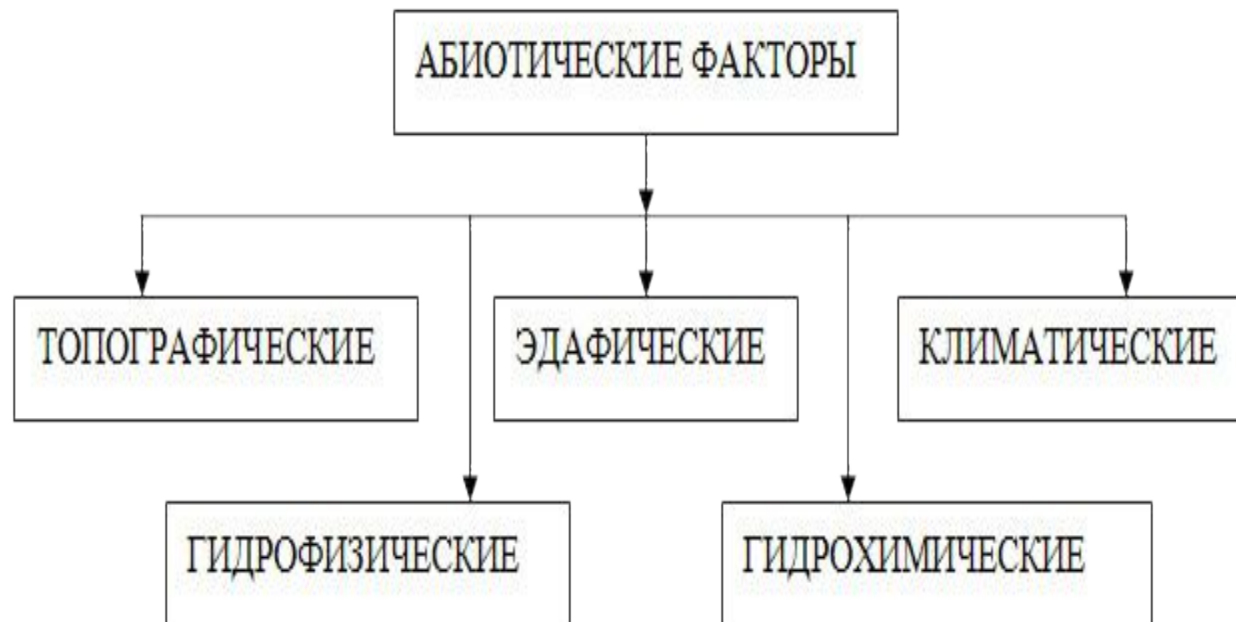 АБИОТИЧЕСКИЕ ФАКТОРЫ
ТОПОГРАФИЧЕСКИЕ
ЭДАФИЧЕСКИЕ
КЛИМАТИЧЕСКИЕ
ГИДРОФИЗИЧЕСКИЕ
ГИДРОХИМИЧЕСКИЕ